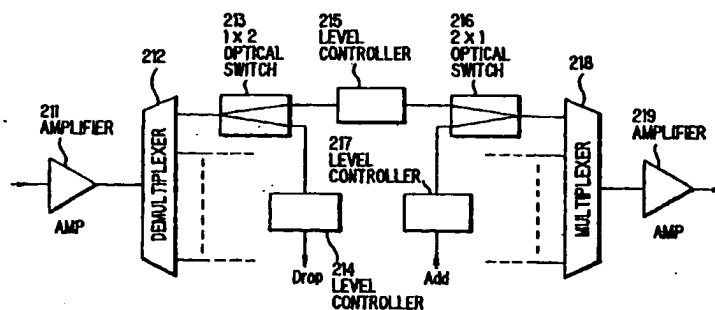 211
AMPLIFIER
AMP
212
DEMULTIPLEXER
213
1 x 2
OPTICAL
SWITCH
Drop
214
LEVEL
CONTROLLER
215
LEVEL
CONTROLLER
216
2 x 1
OPTICAL
SWITCH
217
LEVEL
CONTROLLER
Add
218
MULTIPLEXER
219
AMPLIFIER
AMP